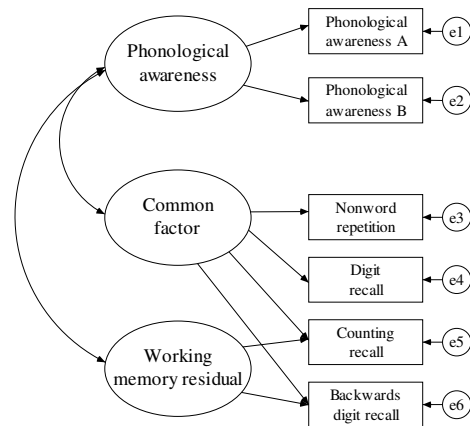 Phonological
awareness
Phonological
awareness A
e1
Phonological
awareness B
e2
Common
factor
Nonword
repetition
e3
Digit
recall
e4
Counting
recall
e5
Working
memory residual
Backwards
digit recall
e6